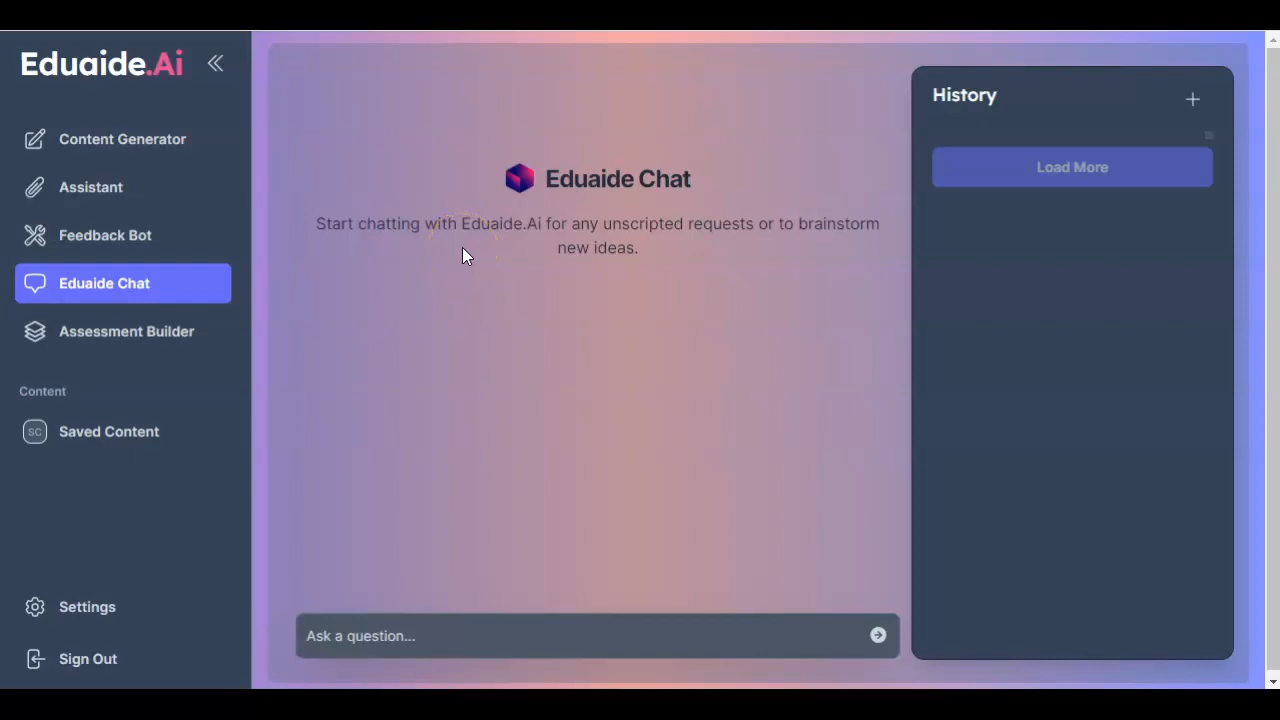 Eduaide.Ai
Content Generator
Assistant
Feedback Bot
Eduaide Chat
Assessment Builder
Content
SC
Saved Content
Settings
Sign Out
Eduaide Chat
Start chatting with Eduaide.Ai for any unscripted requests or to brainstorm
new ideas.
Ask a question...
History
Load More